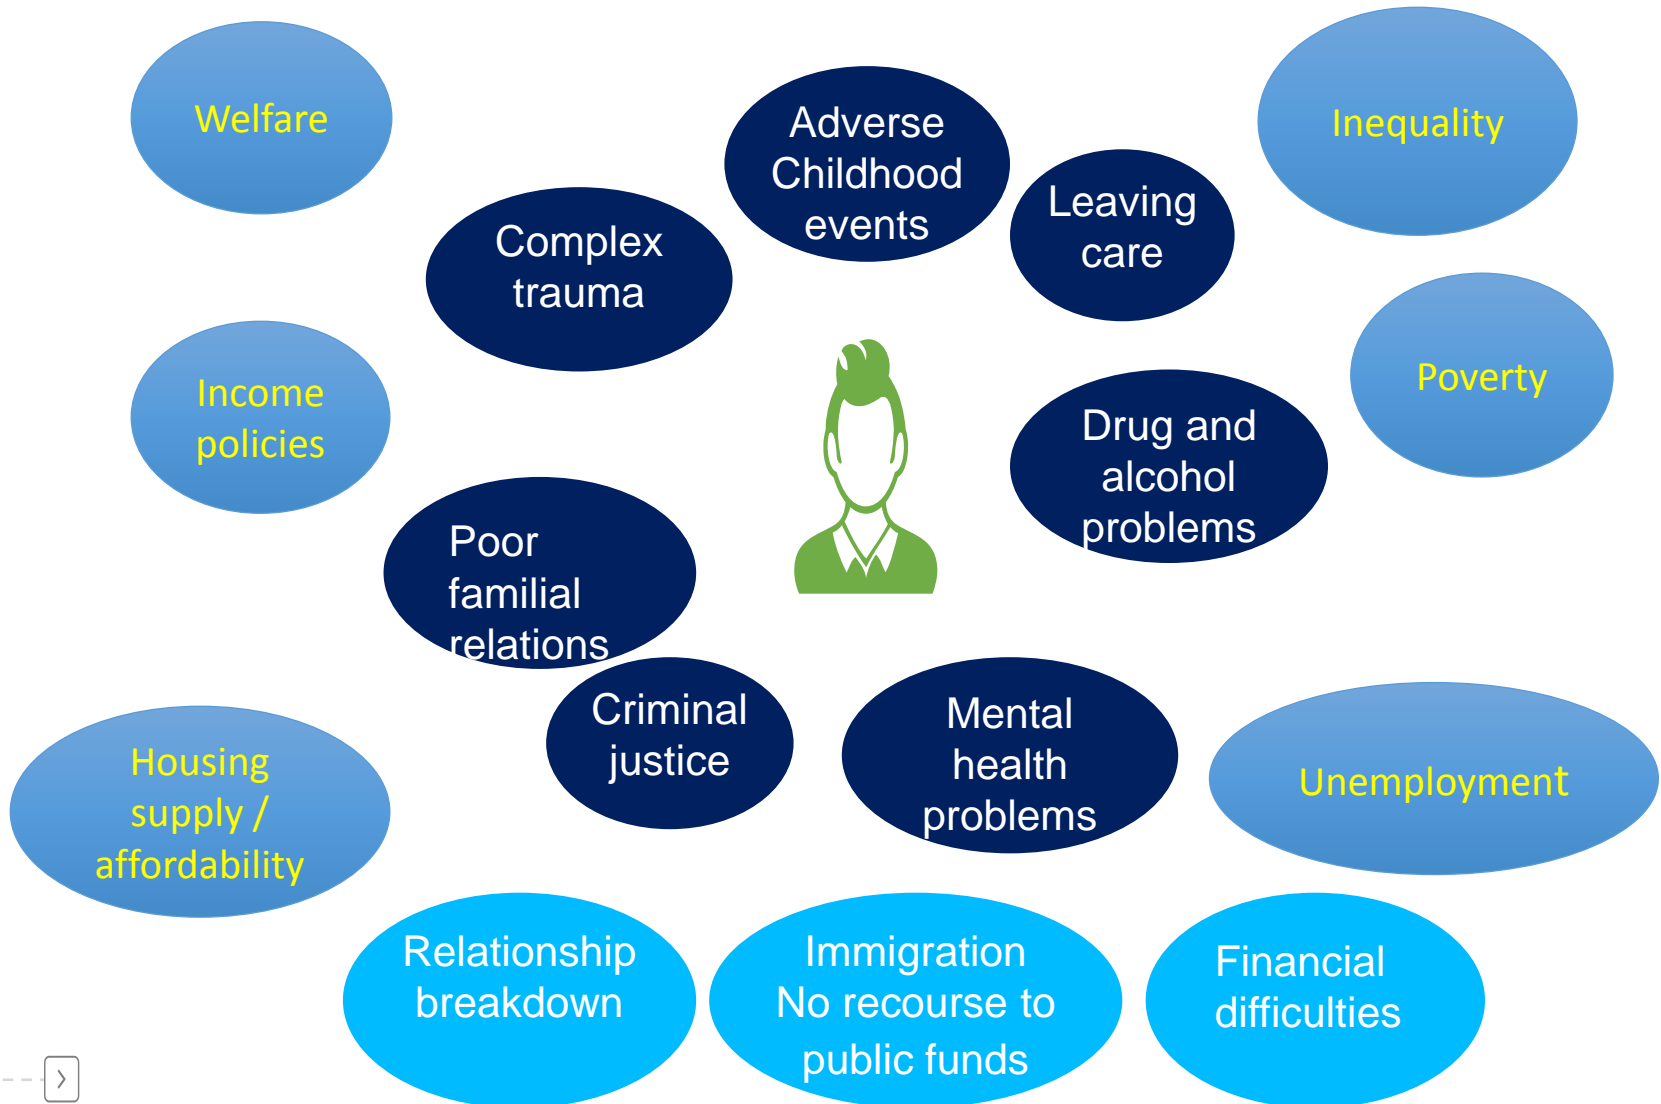 Welfare
Adverse
Childhood
events
Inequality
Leaving
care
Complex
trauma
Income
policies
Poverty
Drug and
alcohol
problems
Poor
familial
relations
Criminal
justice
Mental
health
problems
Housing
supply /
affordability
Unemployment
Relationship
breakdown
Immigration
No recourse to
public funds
Financial
difficulties